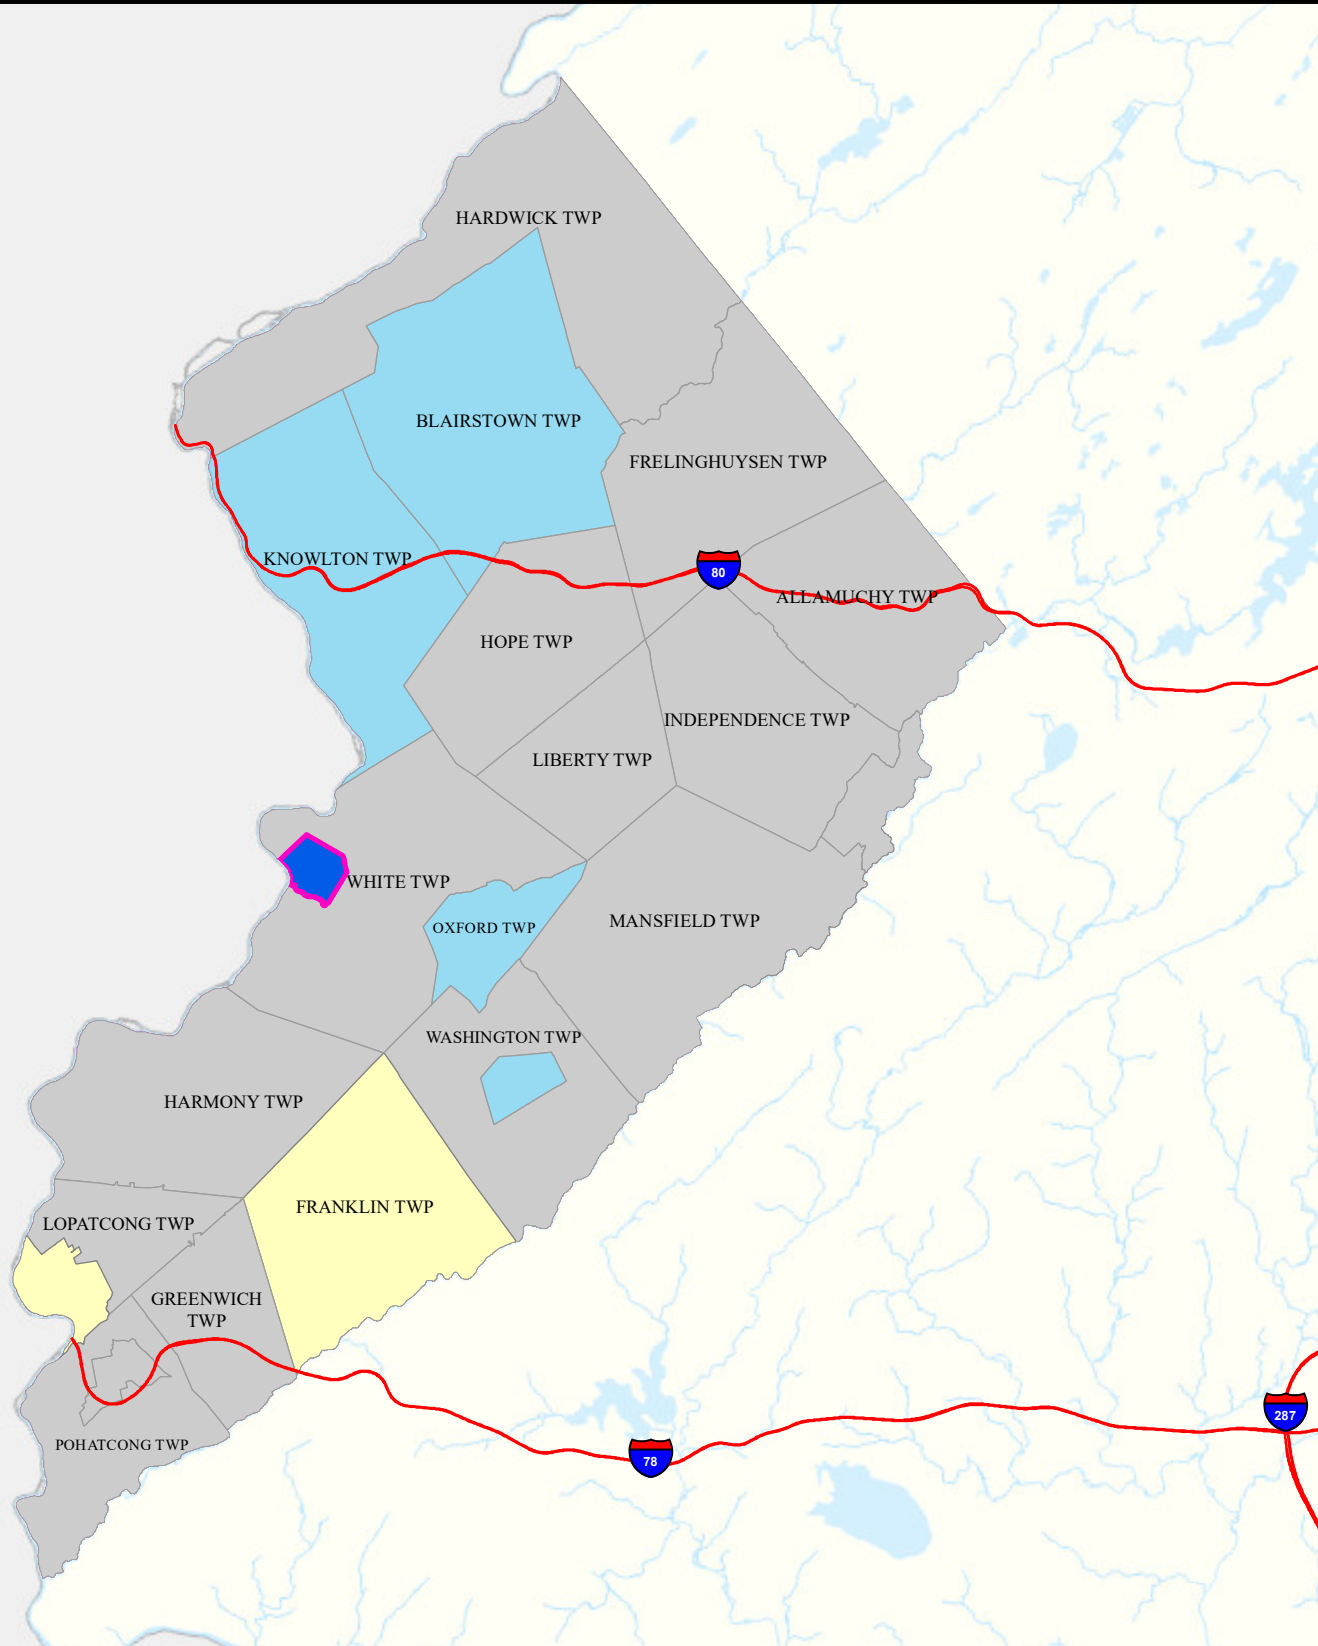 HARDWICK TWP
BLAIRSTOWN TWP
FRELINGHUYSEN TWP
KNOWLTON TWP
80
ALLAMUCHY TWP
HOPE TWP
INDEPENDENCE TWP
LIBERTY TWP
WHITE TWP
MANSFIELD TWP
OXFORD TWP
WASHINGTON TWP
HARMONY TWP
FRANKLIN TWP
LOPATCONG TWP
GREENWICH
TWP
287
POHATCONG TWP
78